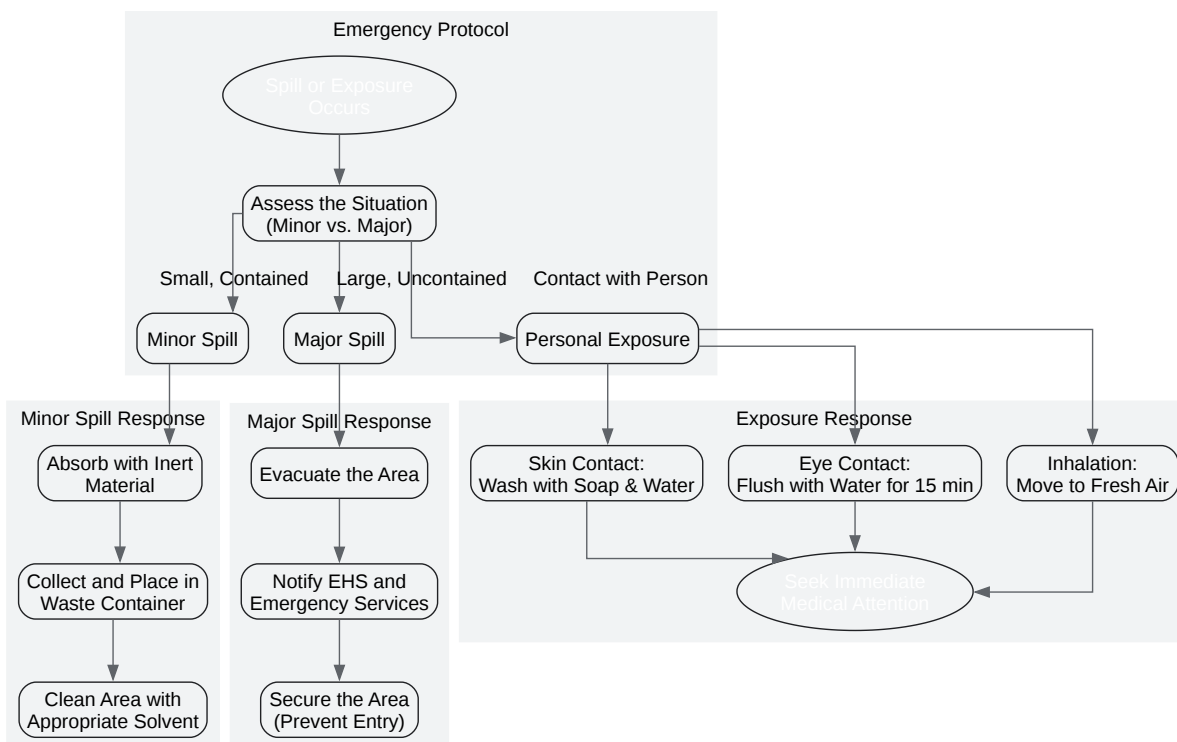 Emergency Protocol
Spill or Exposure
Occurs
Assess the Situation
(Minor vs. Major)
Small, Contained
Large, Uncontained
Contact with Person
Minor Spill
Major Spill
Personal Exposure
Minor Spill Response
Absorb with Inert
Material
Collect and Place in
Waste Container
Clean Area with
Appropriate Solvent
Major Spill Response
Evacuate the Area
Notify EHS and
Emergency Services
Secure the Area
(Prevent Entry)
Exposure Response
Skin Contact:
Wash with Soap & Water
Eye Contact:
Flush with Water for 15 min
Inhalation:
Move to Fresh Air
Seek Immediate
Medical Attention